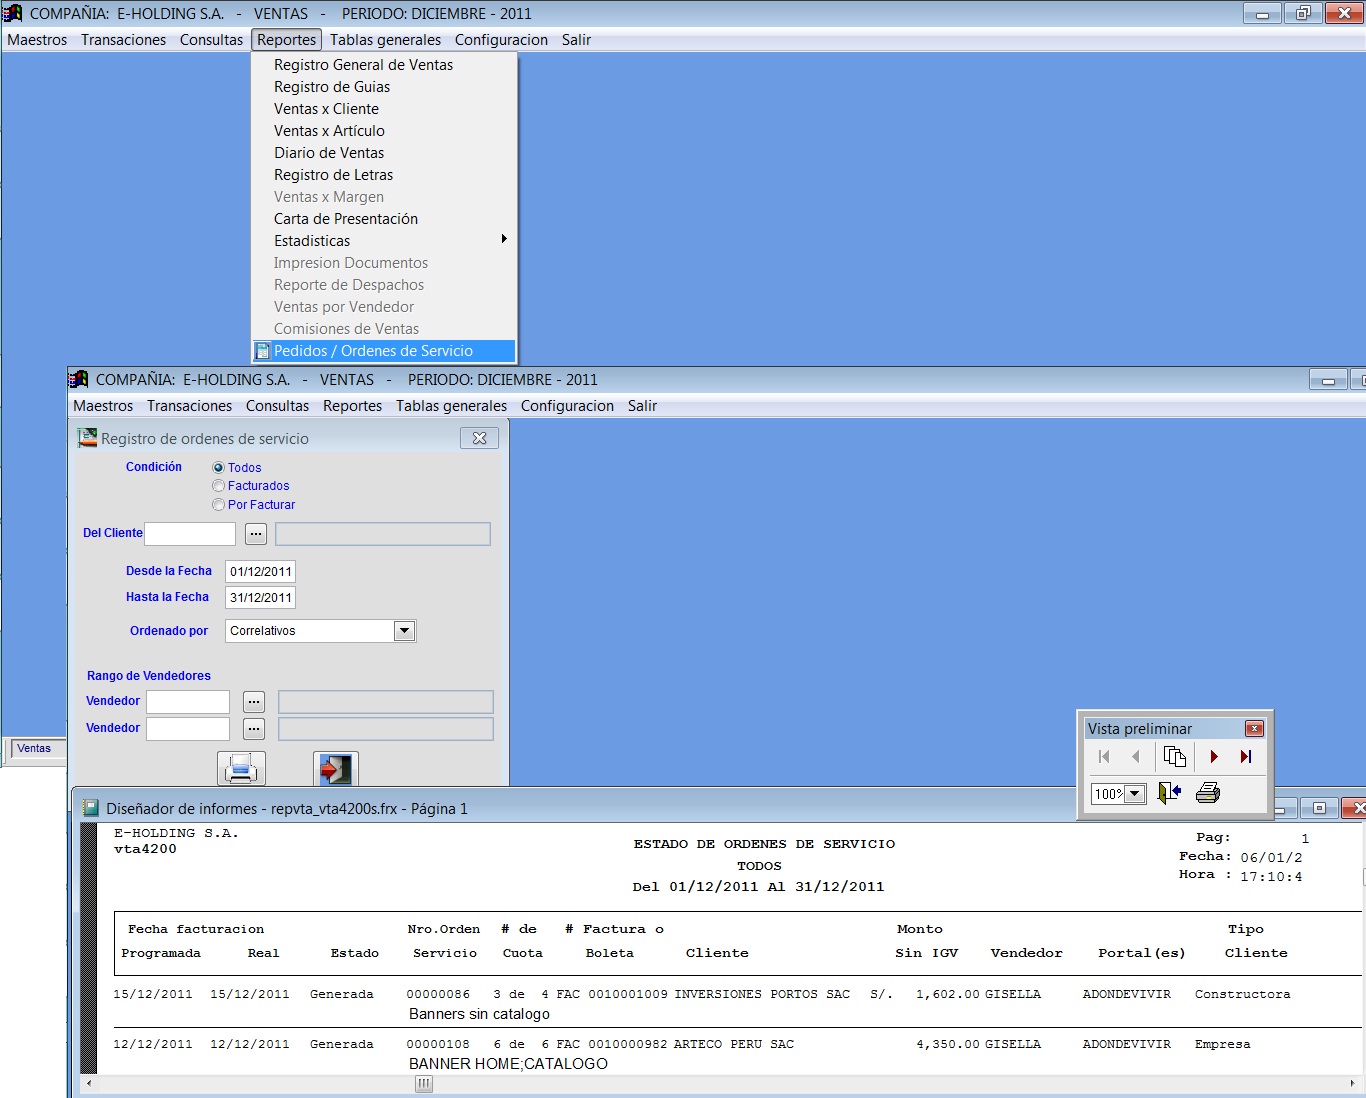 COMPAÑIA: E-HOLDING S.A. - VENTAS - PERIODO: DICIEMBRE - 2011
Maestros Transaciones Consultas Reportes Tablas generales Configuracion Salir
Registro General de Ventas
Registro de Guias
Ventas x Cliente
Ventas x Artículo
Diario de Ventas
Registro de Letras
Ventas x Margen
Carta de Presentación
Estadisticas
Impresion Documentos
Reporte de Despachos
Ventas por Vendedor
Comisiones de Ventas
Pedidos / Ordenes de Servicio
COMPAÑIA: E-HOLDING S.A. - VENTAS - PERIODO: DICIEMBRE - 2011
Maestros Transaciones Consultas Reportes Tablas generales Configuracion Salir
Registro de ordenes de servicio
Condición Todos
Facturados
Por Facturar
Del Cliente ...
Desde la Fecha 01/12/2011
Hasta la Fecha 31/12/2011
Ordenado por Correlativos
Rango de Vendedores
Vendedor ...
Vendedor ...
Ventas
Vista preliminar
100%
Diseñador de informes - repvta_vta4200s.frx - Página 1
E-HOLDING S.A. Pag: 1
vta4200 ESTADO DE ORDENES DE SERVICIO Fecha: 06/01/2
TODOS Hora : 17:10:4
Del 01/12/2011 Al 31/12/2011
Fecha facturacion Nro.Orden # de # Factura o Monto Tipo
Programada Real Estado Servicio Cuota Boleta Cliente Sin IGV Vendedor Portal(es) Cliente
15/12/2011 15/12/2011 Generada 00000086 3 de 4 FAC 0010001009 INVERSIONES PORTOS SAC S/. 1,602.00 GISELLA ADONDEVIVIR Constructora
Banners sin catalogo
12/12/2011 12/12/2011 Generada 00000108 6 de 6 FAC 0010000982 ARTECO PERU SAC 4,350.00 GISELLA ADONDEVIVIR Empresa
BANNER HOME;CATALOGO